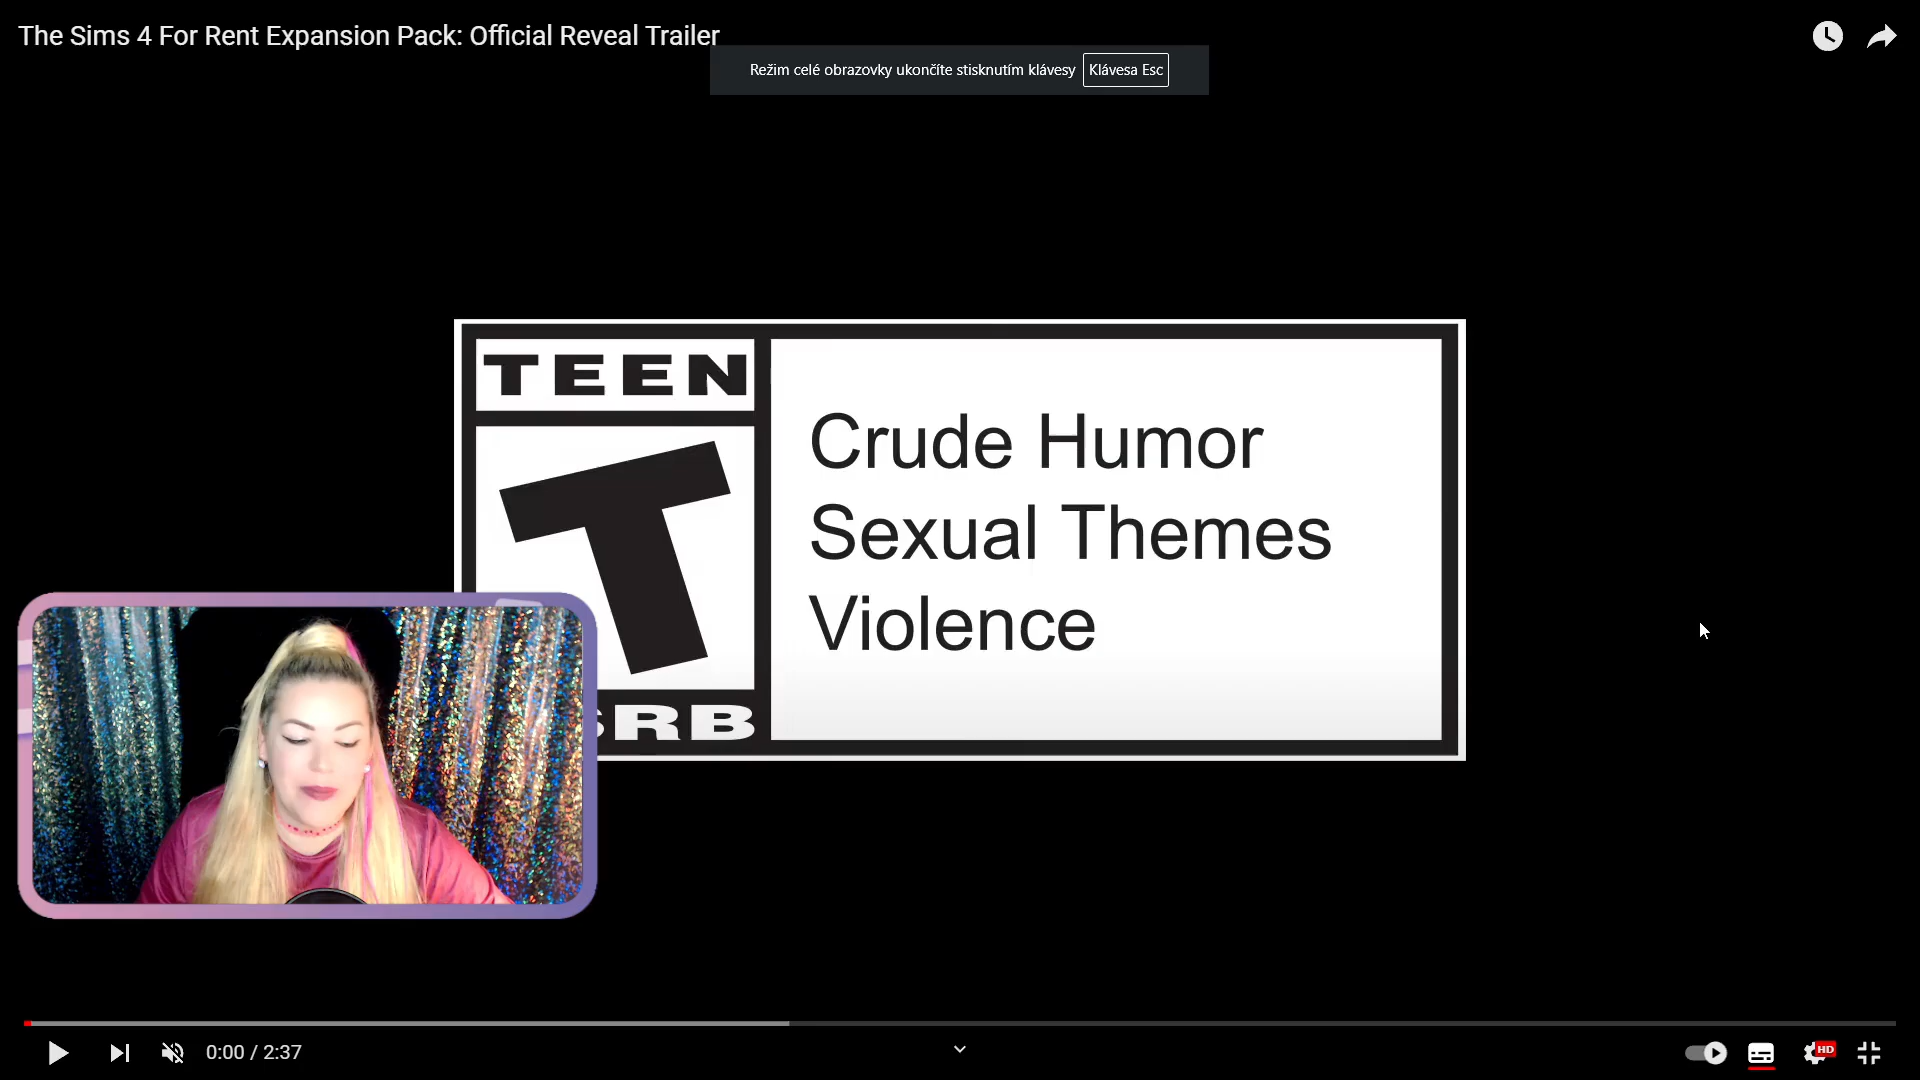 The Sims 4 For Rent Expansion Pack: Official Reveal Trailer
Režim celé obrazovky ukončíte stisknutím klávesy Klávesa Esc
TEEN
T
SRB
Crude Humor
Sexual Themes
Violence
0:00 / 2:37
HD